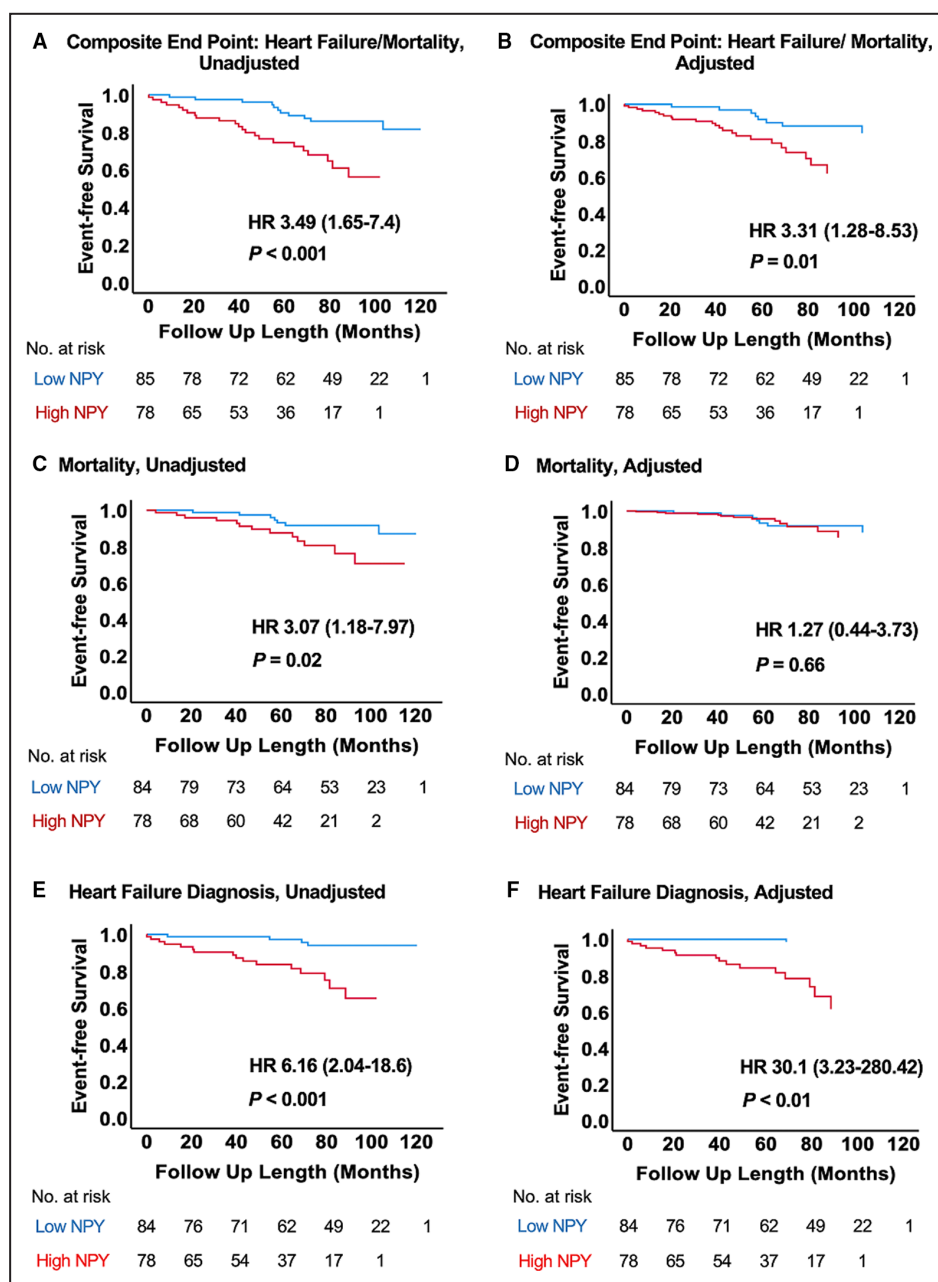 A Composite End Point: Heart Failure/Mortality,
Unadjusted
Event-free Survival
1.0
0.8
0.6
0.4
0.2
0.0
HR 3.49 (1.65-7.4)
P < 0.001
0 20 40 60 80 100 120
Follow Up Length (Months)
No. at risk
Low NPY 85 78 72 62 49 22 1
High NPY 78 65 53 36 17 1
B Composite End Point: Heart Failure/ Mortality,
Adjusted
Event-free Survival
1.0
0.8
0.6
0.4
0.2
0.0
HR 3.31 (1.28-8.53)
P = 0.01
0 20 40 60 80 100 120
Follow Up Length (Months)
No. at risk
Low NPY 85 78 72 62 49 22 1
High NPY 78 65 53 36 17 1
C Mortality, Unadjusted
Event-free Survival
1.0
0.8
0.6
0.4
0.2
0.0
HR 3.07 (1.18-7.97)
P = 0.02
0 20 40 60 80 100 120
Follow Up Length (Months)
No. at risk
Low NPY 84 79 73 64 53 23 1
High NPY 78 68 60 42 21 2
D Mortality, Adjusted
Event-free Survival
1.0
0.8
0.6
0.4
0.2
0.0
HR 1.27 (0.44-3.73)
P = 0.66
0 20 40 60 80 100 120
Follow Up Length (Months)
No. at risk
Low NPY 84 79 73 64 53 23 1
High NPY 78 68 60 42 21 2
E Heart Failure Diagnosis, Unadjusted
Event-free Survival
1.0
0.8
0.6
0.4
0.2
0.0
HR 6.16 (2.04-18.6)
P < 0.001
0 20 40 60 80 100 120
Follow Up Length (Months)
No. at risk
Low NPY 84 76 71 62 49 22 1
High NPY 78 65 54 37 17 1
F Heart Failure Diagnosis, Adjusted
Event-free Survival
1.0
0.8
0.6
0.4
0.2
0.0
HR 30.1 (3.23-280.42)
P < 0.01
0 20 40 60 80 100 120
Follow Up Length (Months)
No. at risk
Low NPY 84 76 71 62 49 22 1
High NPY 78 65 54 37 17 1